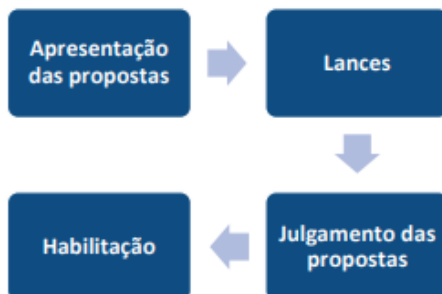 Apresentação
das propostas
Lances
Julgamento das
propostas
Habilitação